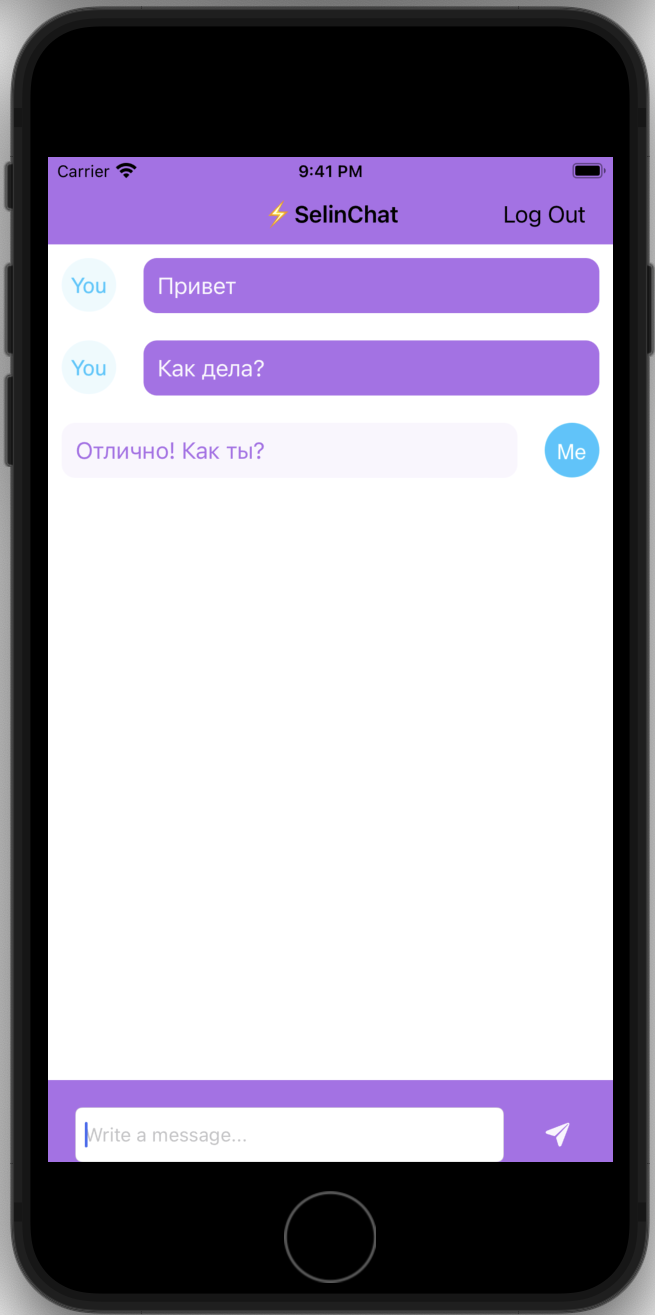 Carrier 9:41 PM
⚡️SelinChat Log Out
You Привет
You Как дела?
Отлично! Как ты? Me
Write a message...